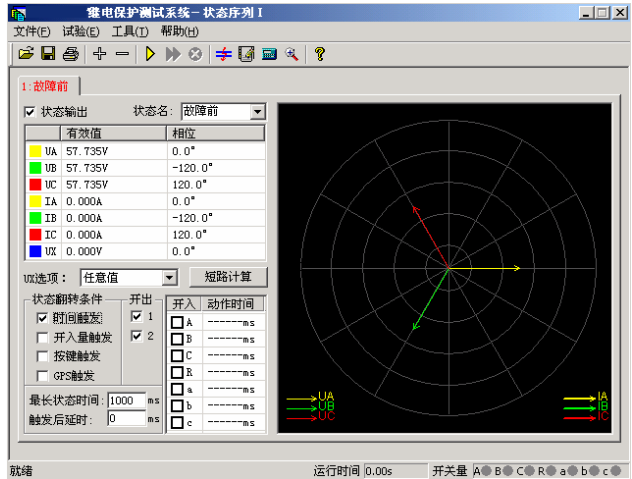 继电保护测试系统－状态序列 I
文件(F) 试验(E) 工具(T) 帮助(H)
1:故障前
状态输出 状态名: 故障前
有效值 相位
UA 57.735V 0.0°
UB 57.735V -120.0°
UC 57.735V 120.0°
IA 0.000A 0.0°
IB 0.000A -120.0°
IC 0.000A 120.0°
UX 0.000V 0.0°
UX选项: 任意值 短路计算
状态翻转条件 开出
时间触发 1
开入量触发 2
按键触发
GPS触发
最长状态时间: 1000 ms
触发后延时: 0 ms
开入 动作时间
A ------ms
B ------ms
C ------ms
R ------ms
a ------ms
b ------ms
c ------ms
UA
UB
UC
IA
IB
IC
就绪 运行时间 0.00s 开关量 A B C R a b c